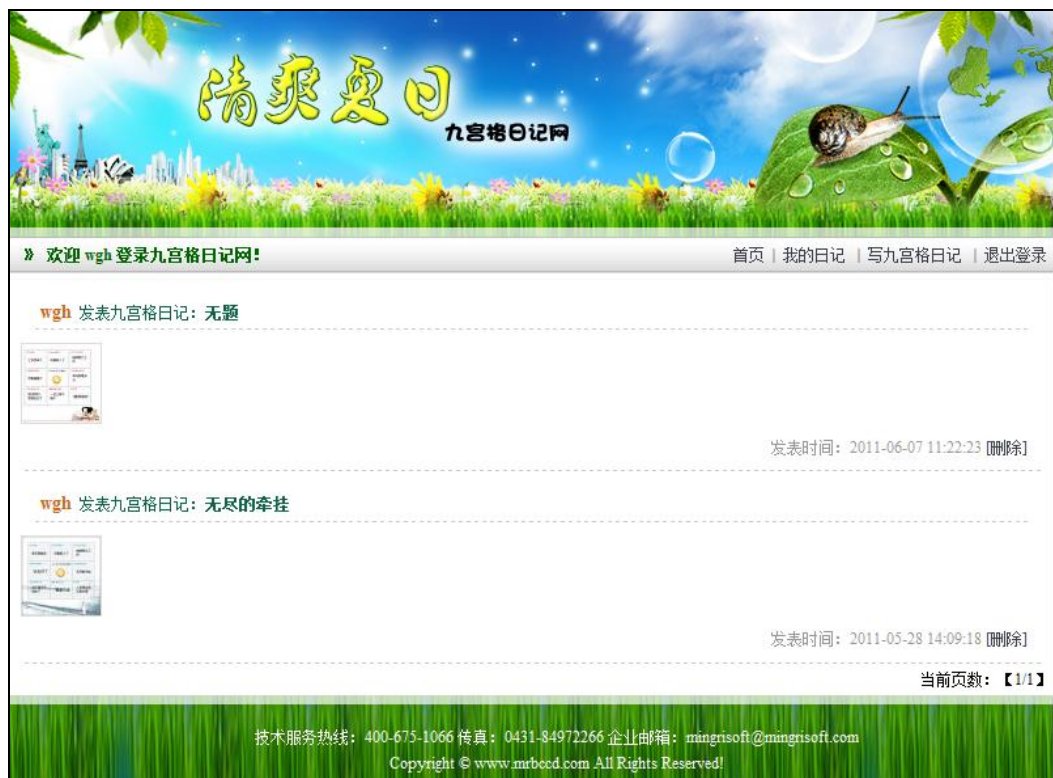 清爽夏日
九宫格日记网
» 欢迎 wgh 登录九宫格日记网！
首页 | 我的日记 | 写九宫格日记 | 退出登录
wgh 发表九宫格日记：无题
发表时间：2011-06-07 11:22:23 [删除]
wgh 发表九宫格日记：无尽的牵挂
发表时间：2011-05-28 14:09:18 [删除]
当前页数：【1/1】
技术服务热线：400-675-1066 传真：0431-84972266 企业邮箱：mingrisoft@mingrisoft.com
Copyright © www.mrbccd.com All Rights Reserved!